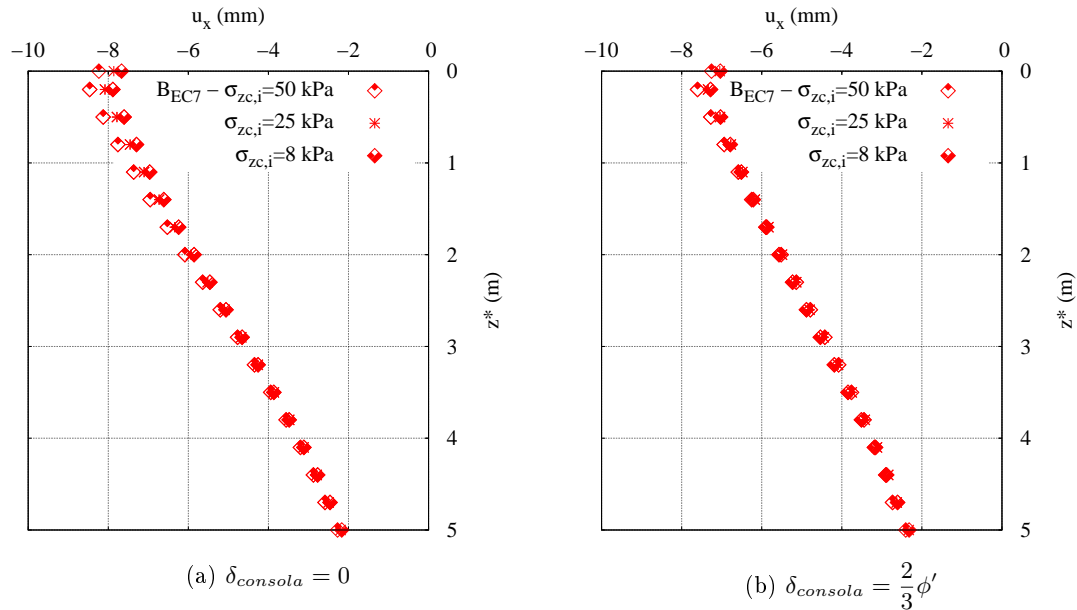 u_x (mm)
−10 −8 −6 −4 −2 0
0
B_EC7 − σ_zc,i=50 kPa
σ_zc,i=25 kPa
σ_zc,i=8 kPa
1
2
3
4
5
z* (m)
(a) δ_consola = 0
u_x (mm)
−10 −8 −6 −4 −2 0
0
B_EC7 − σ_zc,i=50 kPa
σ_zc,i=25 kPa
σ_zc,i=8 kPa
1
2
3
4
5
z* (m)
(b) δ_consola = 2/3 ϕ′